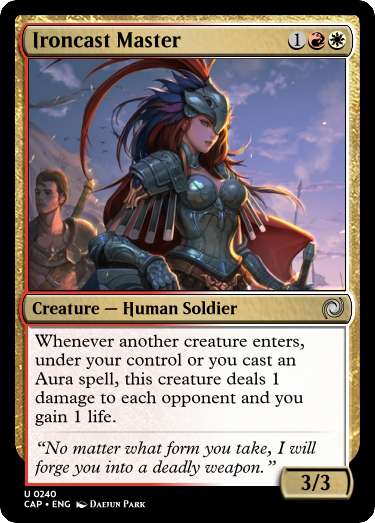 Ironcast Master 1
Creature — Human Soldier
Whenever another creature enters,
under your control or you cast an
Aura spell, this creature deals 1
damage to each opponent and you
gain 1 life.
“No matter what form you take, I will
forge you into a deadly weapon.”
3/3
U 0240
CAP • ENG Daejun Park